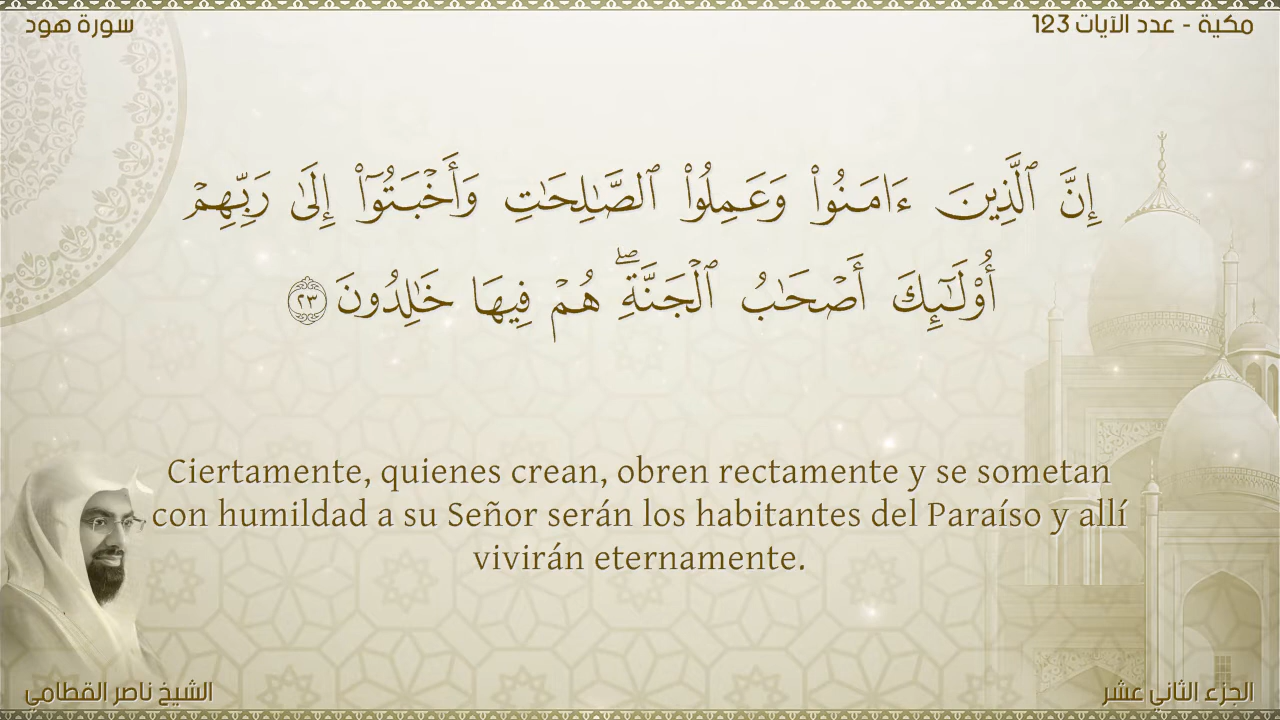 سورة هود
مكية - عدد الآيات 123
إِنَّ ٱلَّذِينَ ءَامَنُوا۟ وَعَمِلُوا۟ ٱلصَّـٰلِحَـٰتِ وَأَخْبَتُوٓا۟ إِلَىٰ رَبِّهِمْ
أُو۟لَـٰٓئِكَ أَصْحَـٰبُ ٱلْجَنَّةِ ۖ هُمْ فِيهَا خَـٰلِدُونَ ٢٣
Ciertamente, quienes crean, obren rectamente y se sometan
con humildad a su Señor serán los habitantes del Paraíso y allí
vivirán eternamente.
الشيخ ناصر القطامي
الجزء الثاني عشر